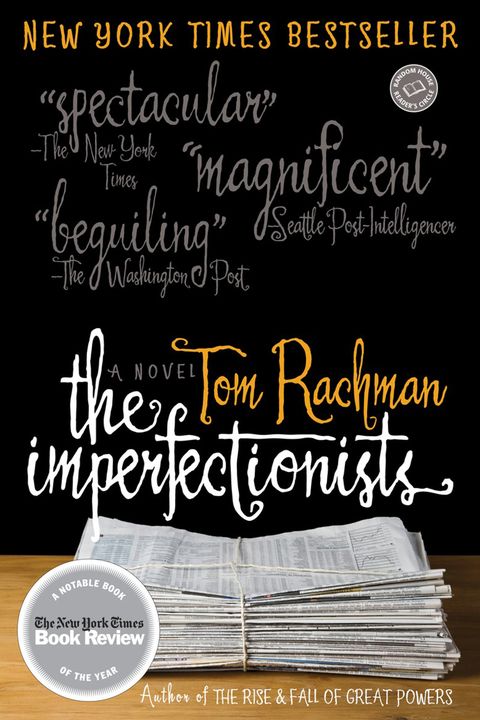 NEW YORK TIMES BESTSELLER
RANDOM HOUSE
READER'S CIRCLE
“spectacular”
–The New York
Times
“magnificent”
–Seattle Post-Intelligencer
“beguiling”
–The Washington Post
A NOVEL
Tom Rachman
the
imperfectionists
A NOTABLE BOOK
The New York Times
Book Review
OF THE YEAR
Author of THE RISE & FALL OF GREAT POWERS